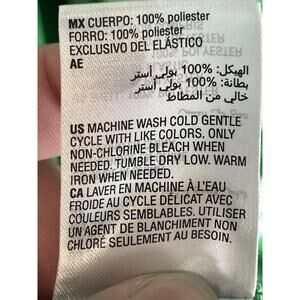 MX CUERPO: 100% poliester
FORRO: 100% poliester
EXCLUSIVO DEL ELÁSTICO
AE
الهيكل: 100% بولي أستر
بطانة: 100% بولي أستر
خالي من المطاط
US MACHINE WASH COLD GENTLE
CYCLE WITH LIKE COLORS. ONLY
NON-CHLORINE BLEACH WHEN
NEEDED. TUMBLE DRY LOW. WARM
IRON WHEN NEEDED.
CA LAVER EN MACHINE À L'EAU
FROIDE AU CYCLE DÉLICAT AVEC
COULEURS SEMBLABLES. UTILISER
UN AGENT DE BLANCHIMENT NON
CHLORÉ SEULEMENT AU BESOIN.